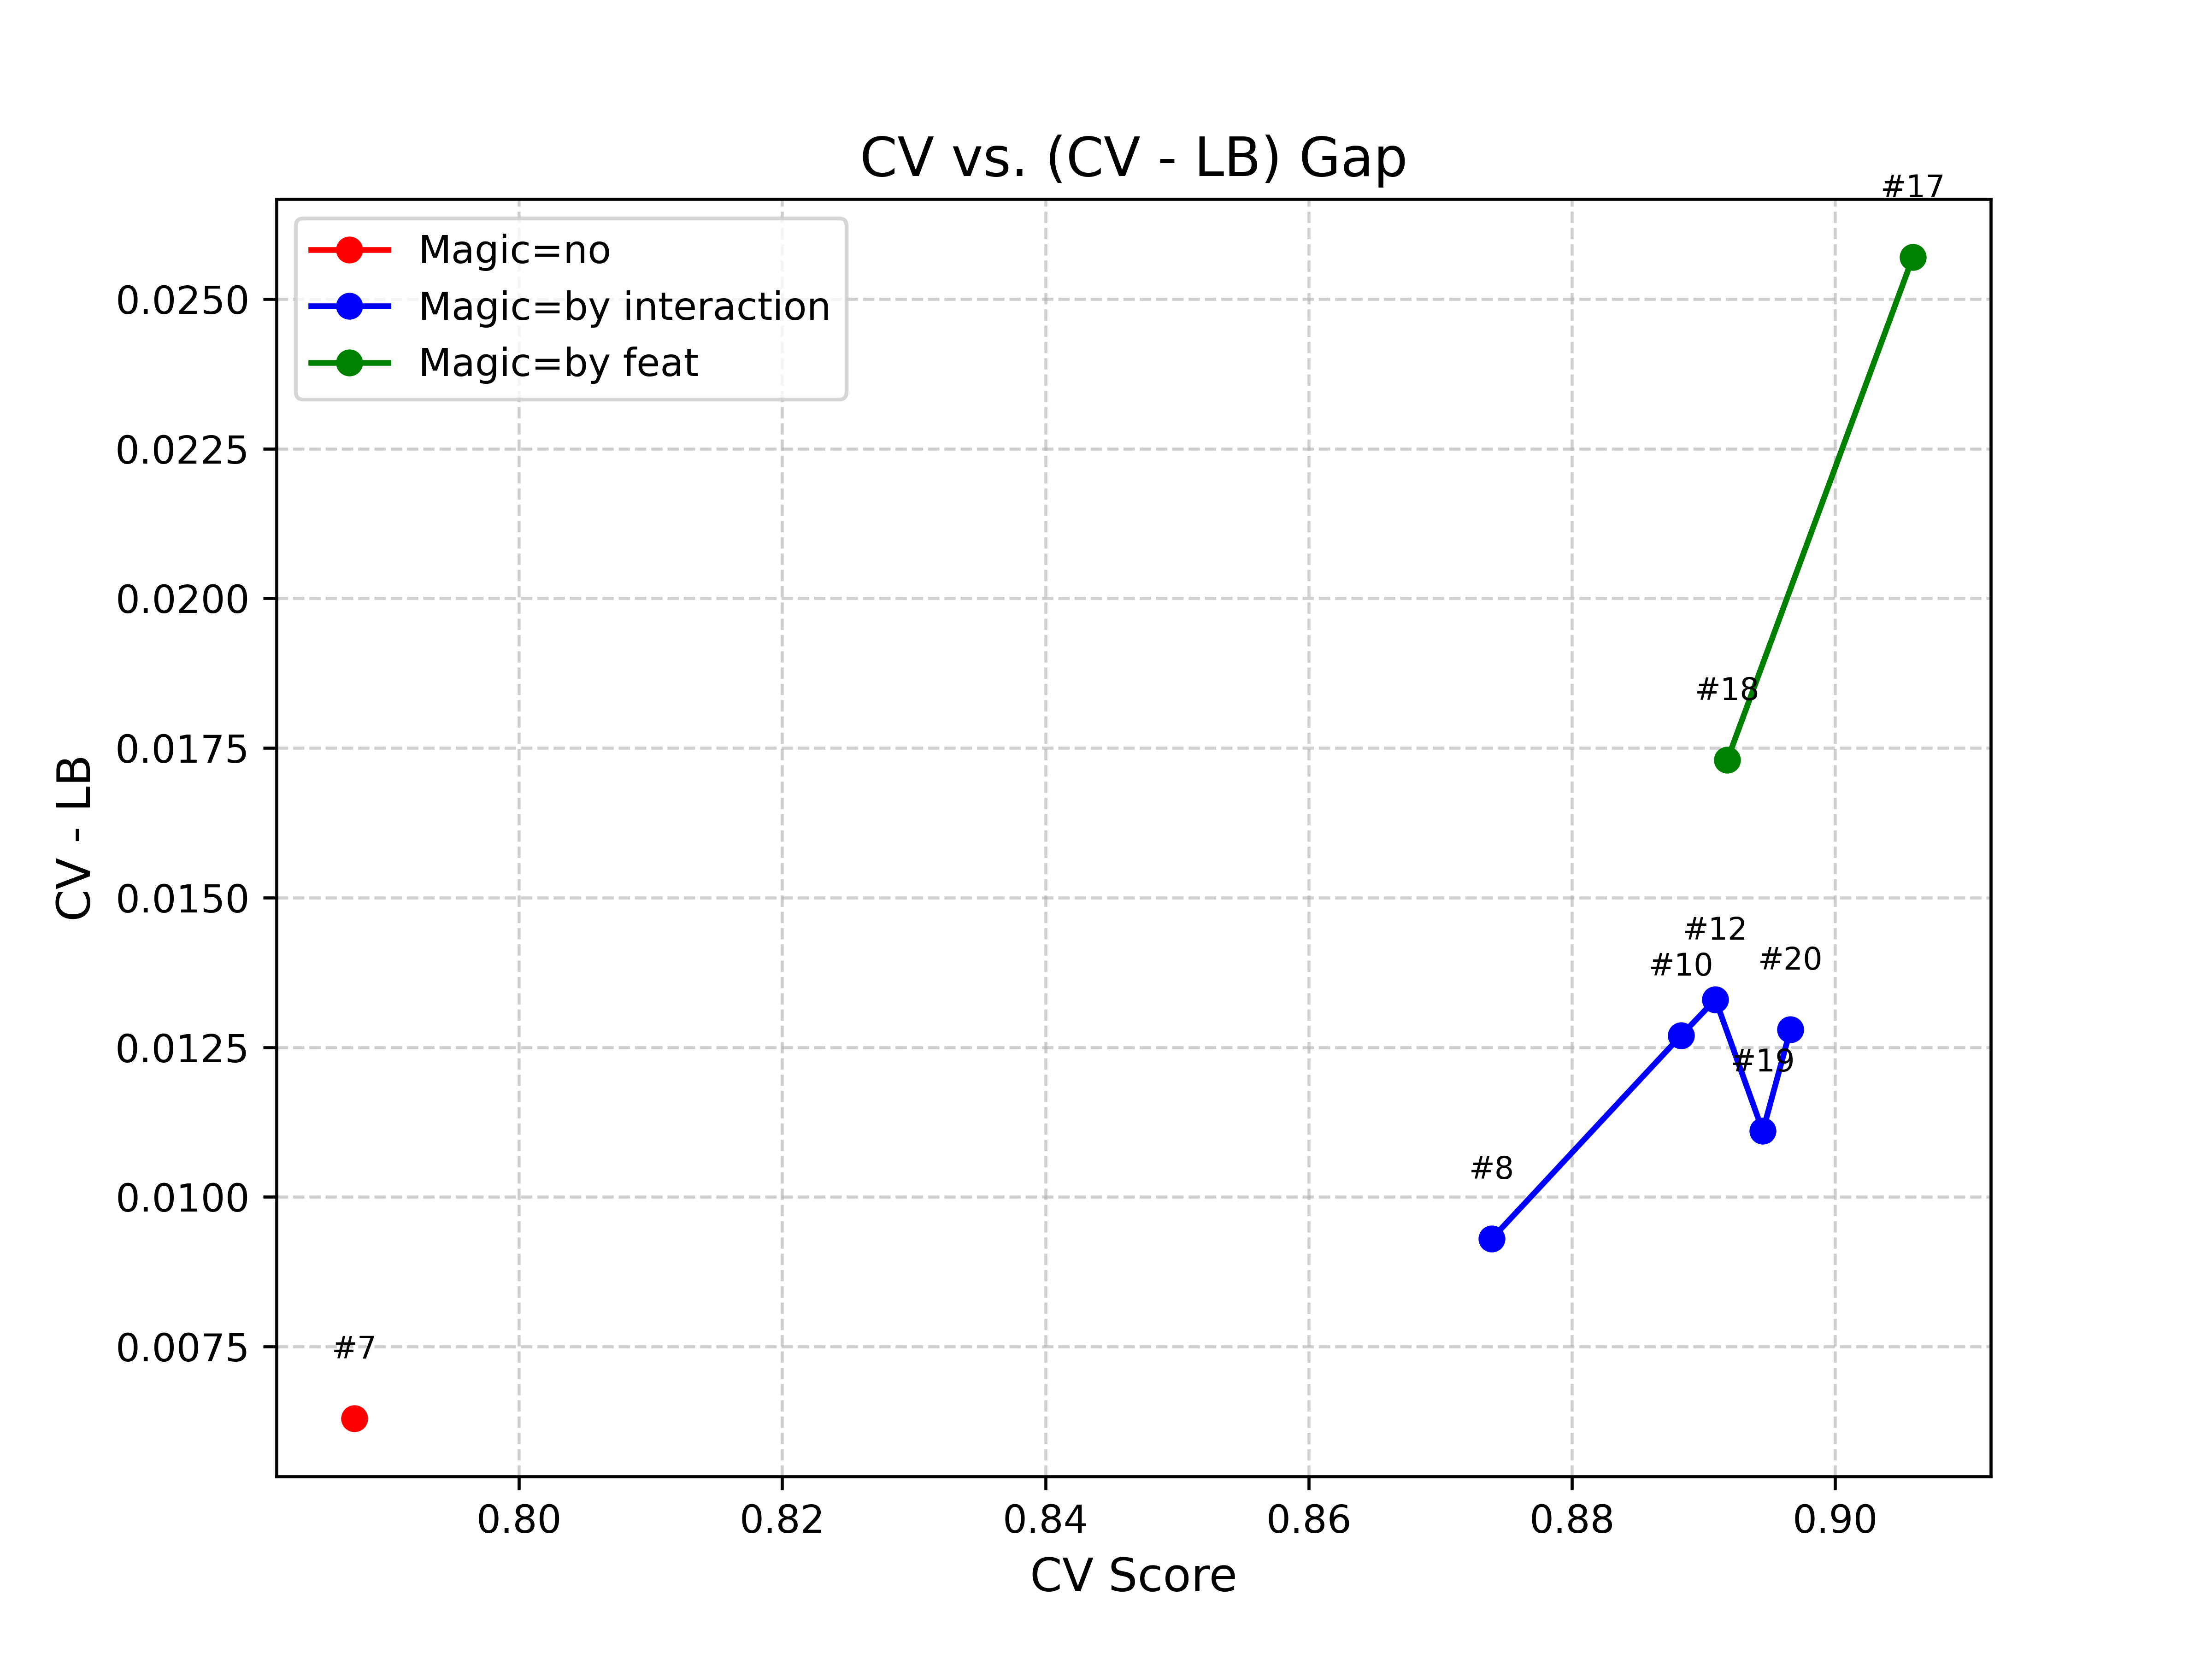 CV vs. (CV - LB) Gap
#17
Magic=no
Magic=by interaction
Magic=by feat
0.0250
0.0225
0.0200
#18
0.0175
CV - LB
0.0150
#12
#20
#10
0.0125
#19
#8
0.0100
0.0075
#7
0.80 0.82 0.84 0.86 0.88 0.90
CV Score